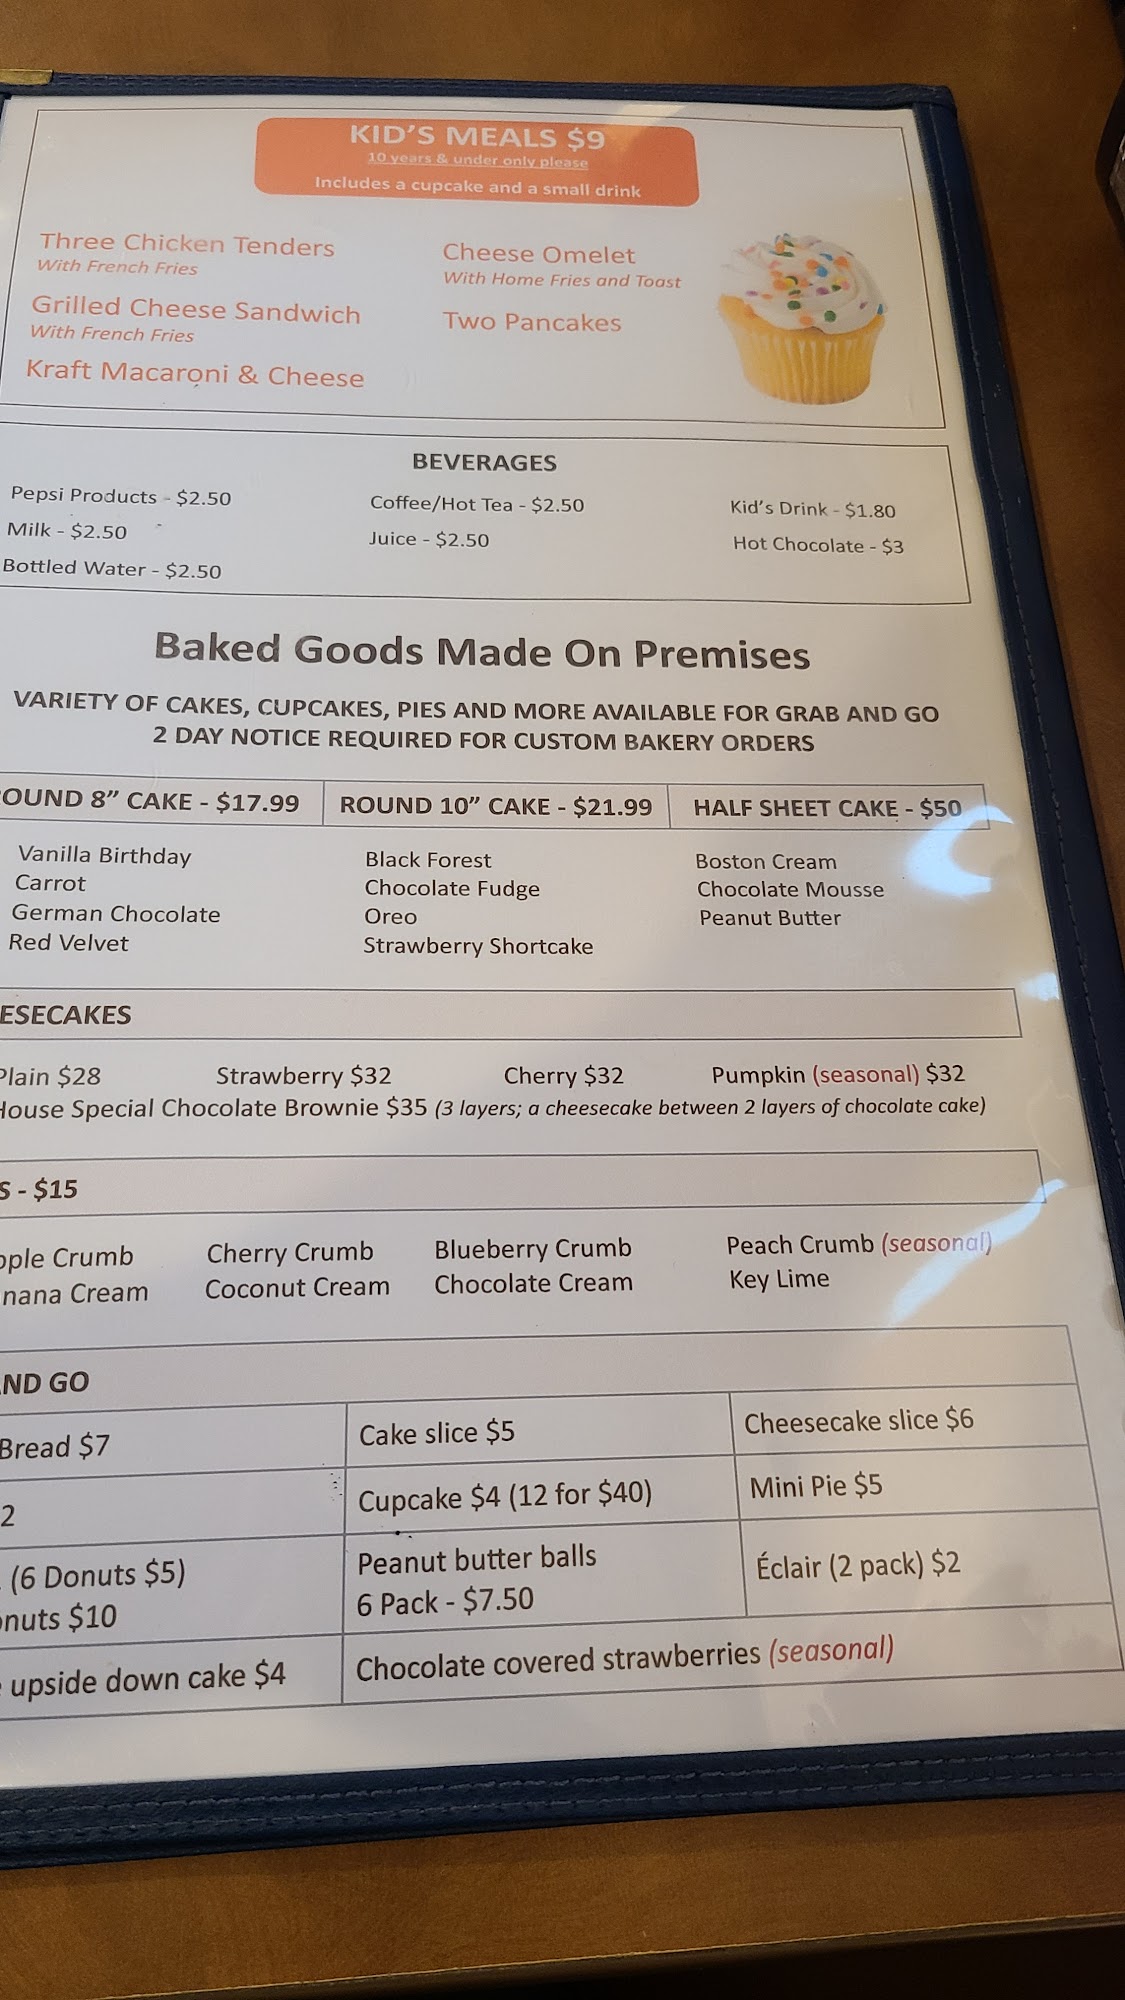 KID'S MEALS $9
10 years & under only please
Includes a cupcake and a small drink
Three Chicken Tenders
With French Fries
Grilled Cheese Sandwich
With French Fries
Kraft Macaroni & Cheese
Cheese Omelet
With Home Fries and Toast
Two Pancakes
BEVERAGES
Pepsi Products - $2.50
Milk - $2.50
Bottled Water - $2.50
Coffee/Hot Tea - $2.50
Juice - $2.50
Kid's Drink - $1.80
Hot Chocolate - $3
Baked Goods Made On Premises
VARIETY OF CAKES, CUPCAKES, PIES AND MORE AVAILABLE FOR GRAB AND GO
2 DAY NOTICE REQUIRED FOR CUSTOM BAKERY ORDERS
OUND 8" CAKE - $17.99
ROUND 10" CAKE - $21.99
HALF SHEET CAKE - $50
Vanilla Birthday
Carrot
German Chocolate
Red Velvet
Black Forest
Chocolate Fudge
Oreo
Strawberry Shortcake
Boston Cream
Chocolate Mousse
Peanut Butter
ESECAKES
Plain $28
Strawberry $32
Cherry $32
Pumpkin (seasonal) $32
House Special Chocolate Brownie $35 (3 layers; a cheesecake between 2 layers of chocolate cake)
S - $15
pple Crumb
Cherry Crumb
Blueberry Crumb
Peach Crumb (seasonal)
nana Cream
Coconut Cream
Chocolate Cream
Key Lime
ND GO
Bread $7
Cake slice $5
Cheesecake slice $6
2
Cupcake $4 (12 for $40)
Mini Pie $5
(6 Donuts $5)
onuts $10
Peanut butter balls
6 Pack - $7.50
Éclair (2 pack) $2
upside down cake $4
Chocolate covered strawberries (seasonal)